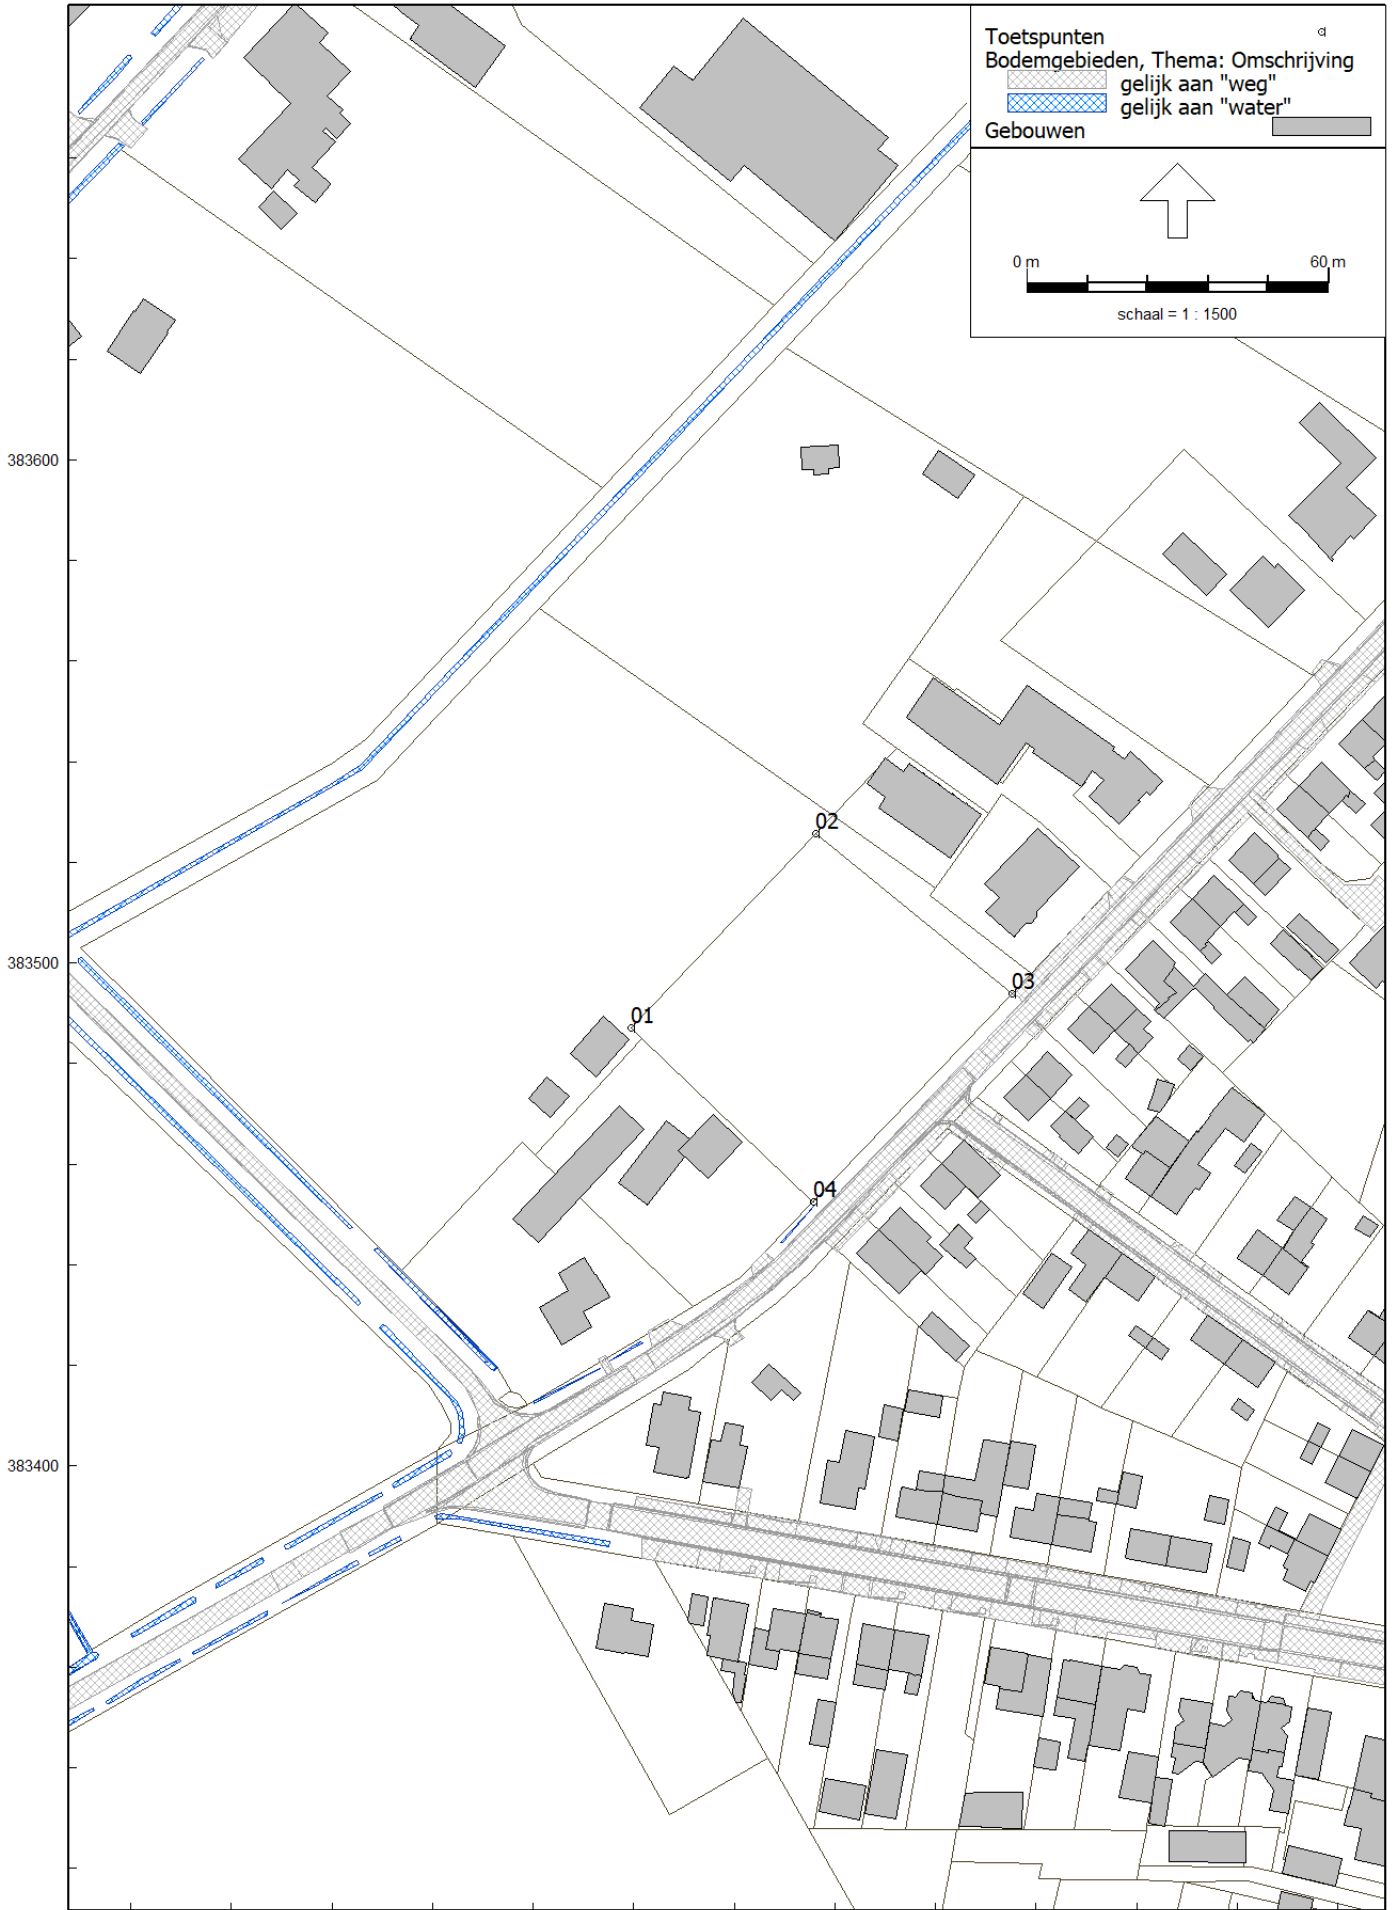 Toetspunten
Bodemgebieden, Thema: Omschrijving
gelijk aan "weg"
gelijk aan "water"
Gebouwen
0 m 60 m
schaal = 1 : 1500
383600
02
383500
03
01
04
383400